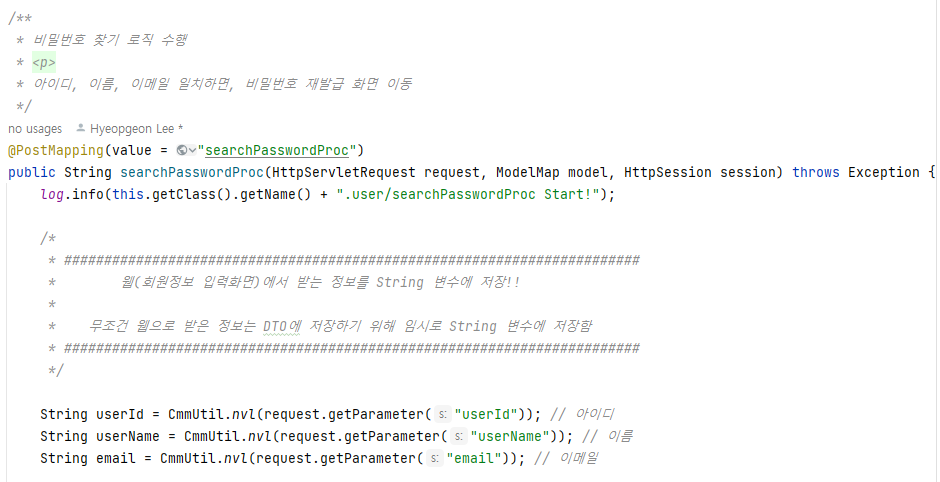 /**
 * 비밀번호 찾기 로직 수행
 * <p>
 * 아이디, 이름, 이메일 일치하면, 비밀번호 재발급 화면 이동
 */
no usages Hyeopgeon Lee *
@PostMapping(value = "searchPasswordProc")
public String searchPasswordProc(HttpServletRequest request, ModelMap model, HttpSession session) throws Exception {
    log.info(this.getClass().getName() + ".user/searchPasswordProc Start!");
    /*
     * ########################################################################
     *        웹(회원정보 입력화면)에서 받는 정보를 String 변수에 저장!!
     *
     *    무조건 웹으로 받은 정보는 DTO에 저장하기 위해 임시로 String 변수에 저장함
     * ########################################################################
     */
    String userId = CmmUtil.nvl(request.getParameter( s: "userId")); // 아이디
    String userName = CmmUtil.nvl(request.getParameter( s: "userName")); // 이름
    String email = CmmUtil.nvl(request.getParameter( s: "email")); // 이메일